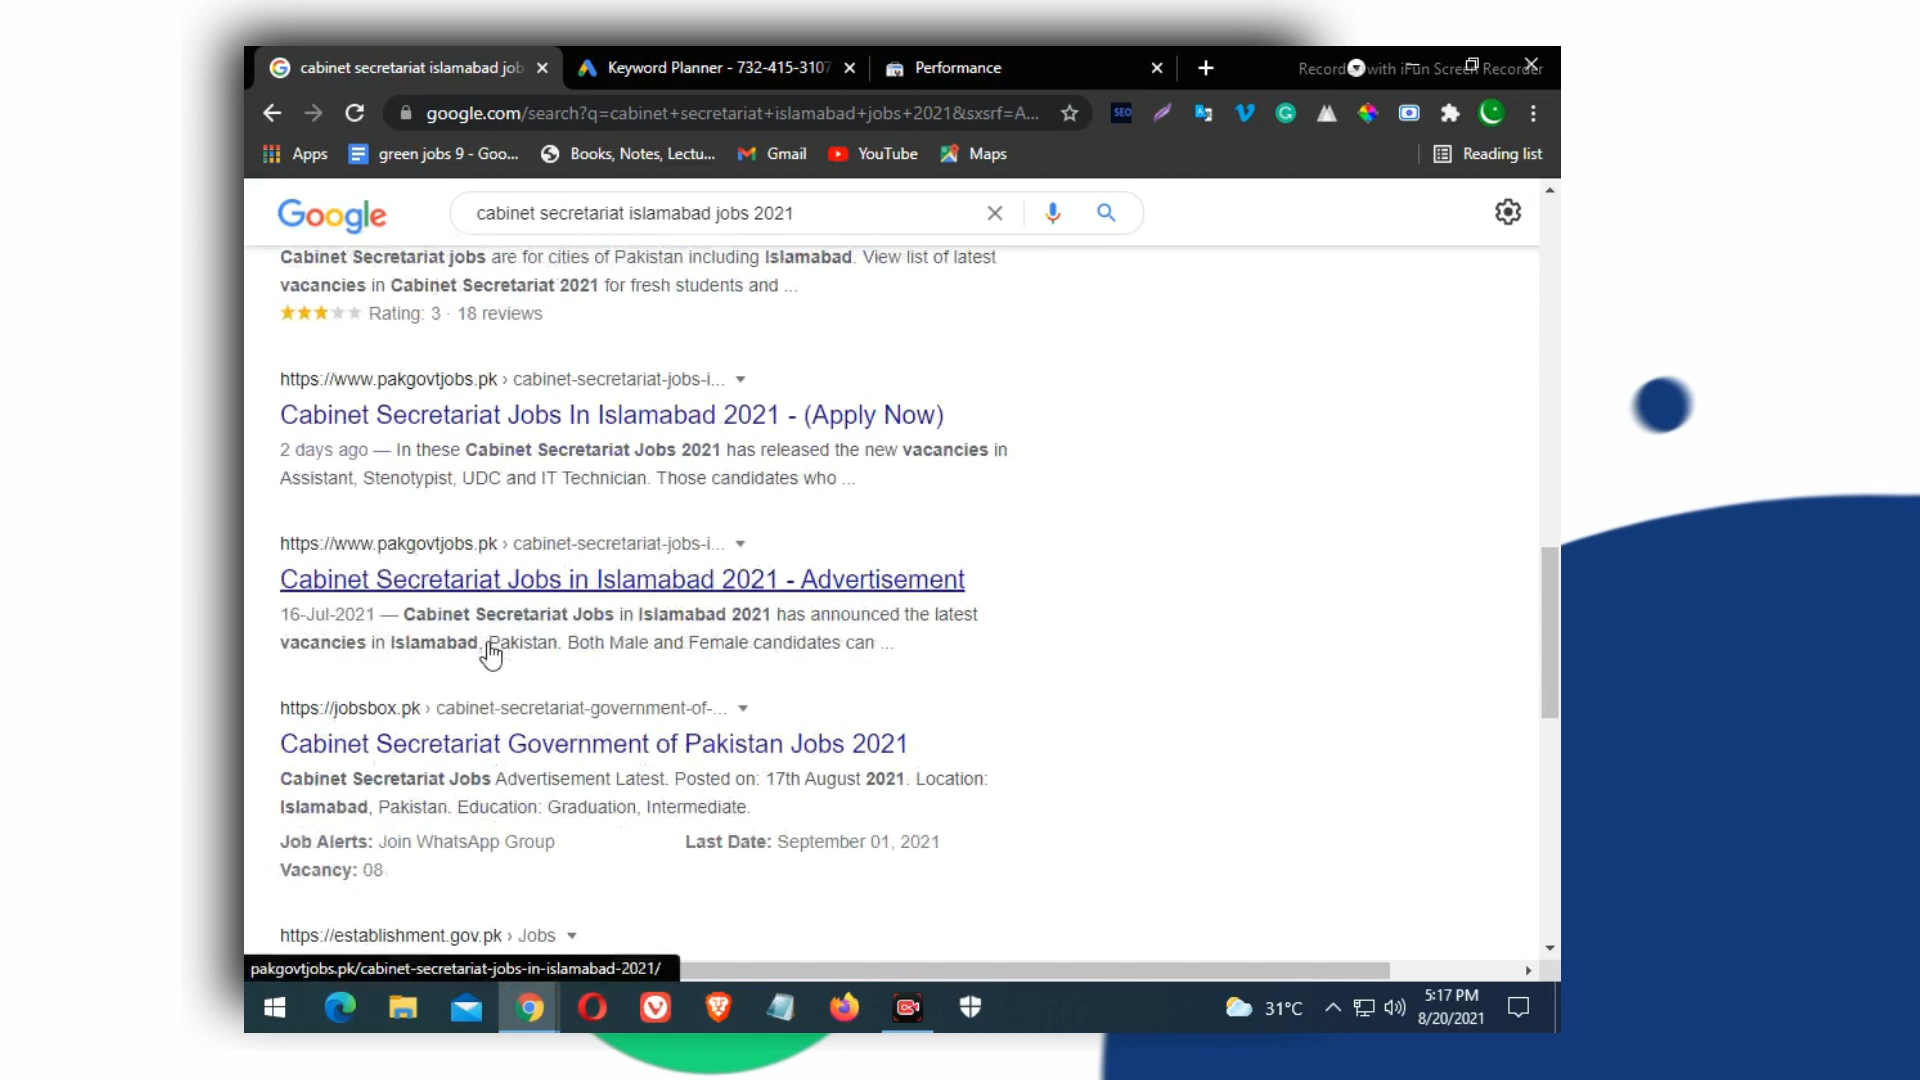 cabinet secretariat islamabad job
Keyword Planner - 732-415-3107
Performance
Record with iFun Screen Recorder
google.com/search?q=cabinet+secretariat+islamabad+jobs+2021&sxsrf=A...
SEO
Apps
green jobs 9 - Goo...
Books, Notes, Lectu...
Gmail
YouTube
Maps
Reading list
Google
cabinet secretariat islamabad jobs 2021
Cabinet Secretariat jobs are for cities of Pakistan including Islamabad. View list of latest
vacancies in Cabinet Secretariat 2021 for fresh students and ...
Rating: 3 · 18 reviews
https://www.pakgovtjobs.pk › cabinet-secretariat-jobs-i...
Cabinet Secretariat Jobs In Islamabad 2021 - (Apply Now)
2 days ago — In these Cabinet Secretariat Jobs 2021 has released the new vacancies in
Assistant, Stenotypist, UDC and IT Technician. Those candidates who ...
https://www.pakgovtjobs.pk › cabinet-secretariat-jobs-i...
Cabinet Secretariat Jobs in Islamabad 2021 - Advertisement
16-Jul-2021 — Cabinet Secretariat Jobs in Islamabad 2021 has announced the latest
vacancies in Islamabad, Pakistan. Both Male and Female candidates can ...
https://jobsbox.pk › cabinet-secretariat-government-of-...
Cabinet Secretariat Government of Pakistan Jobs 2021
Cabinet Secretariat Jobs Advertisement Latest. Posted on: 17th August 2021. Location:
Islamabad, Pakistan. Education: Graduation, Intermediate.
Job Alerts: Join WhatsApp Group
Last Date: September 01, 2021
Vacancy: 08
https://establishment.gov.pk › Jobs
pakgovtjobs.pk/cabinet-secretariat-jobs-in-islamabad-2021/
31°C
5:17 PM
8/20/2021